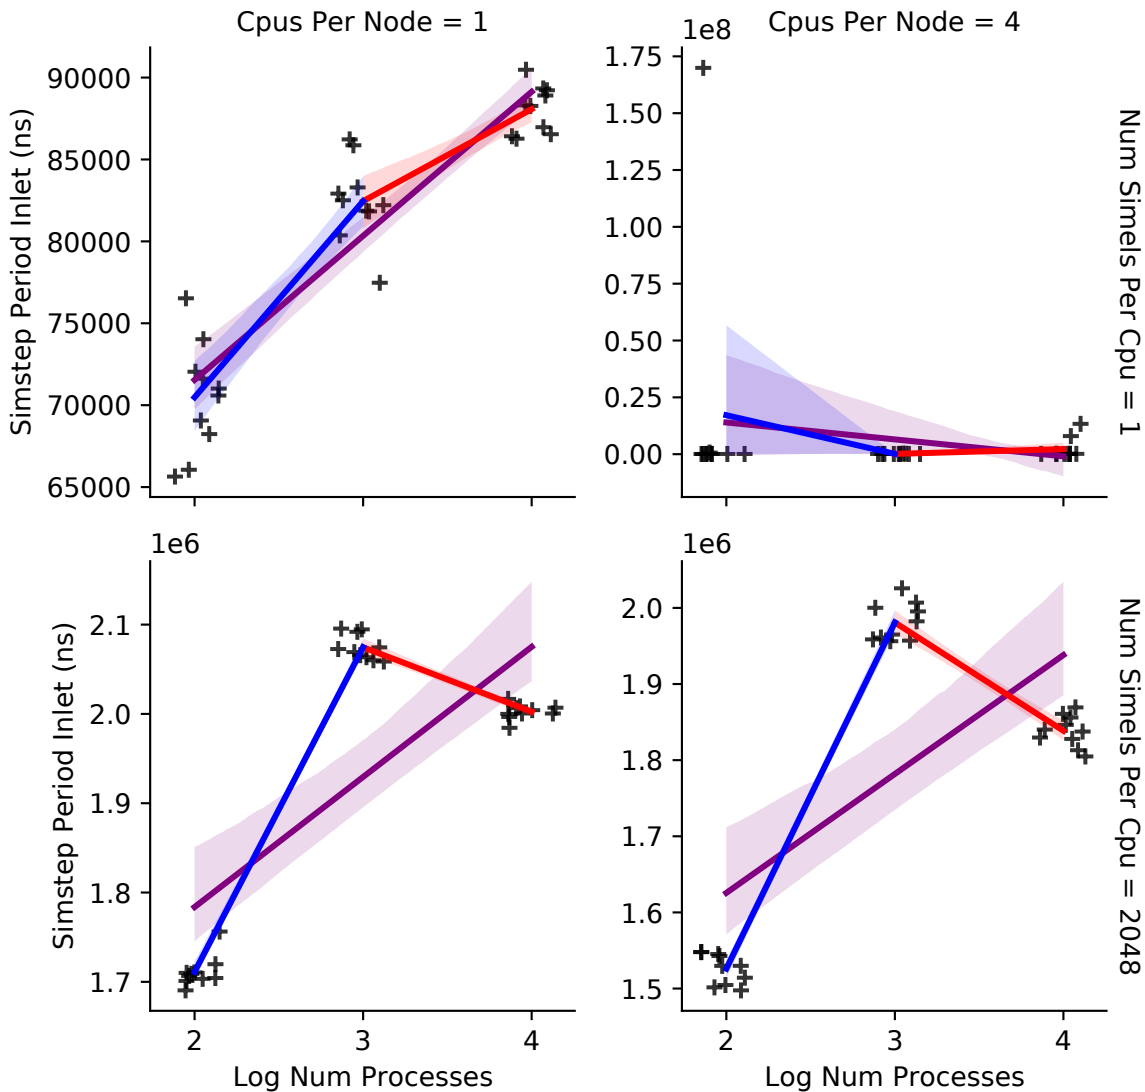 Cpus Per Node = 1
Cpus Per Node = 4
1e8
90000
85000
80000
75000
70000
65000
Simstep Period Inlet (ns)
1.75
1.50
1.25
1.00
0.75
0.50
0.25
0.00
Num Simels Per Cpu = 1
1e6
2.1
2.0
1.9
1.8
1.7
Simstep Period Inlet (ns)
2
3
4
Log Num Processes
1e6
2.0
1.9
1.8
1.7
1.6
1.5
2
3
4
Log Num Processes
Num Simels Per Cpu = 2048